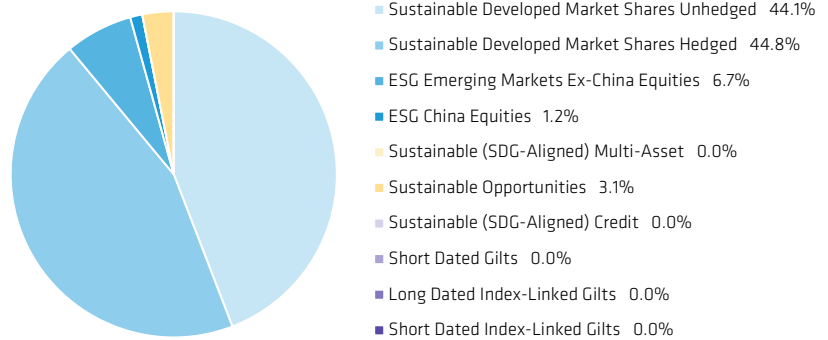 Sustainable Developed Market Shares Unhedged 44.1%
Sustainable Developed Market Shares Hedged 44.8%
ESG Emerging Markets Ex-China Equities 6.7%
ESG China Equities 1.2%
Sustainable (SDG-Aligned) Multi-Asset 0.0%
Sustainable Opportunities 3.1%
Sustainable (SDG-Aligned) Credit 0.0%
Short Dated Gilts 0.0%
Long Dated Index-Linked Gilts 0.0%
Short Dated Index-Linked Gilts 0.0%